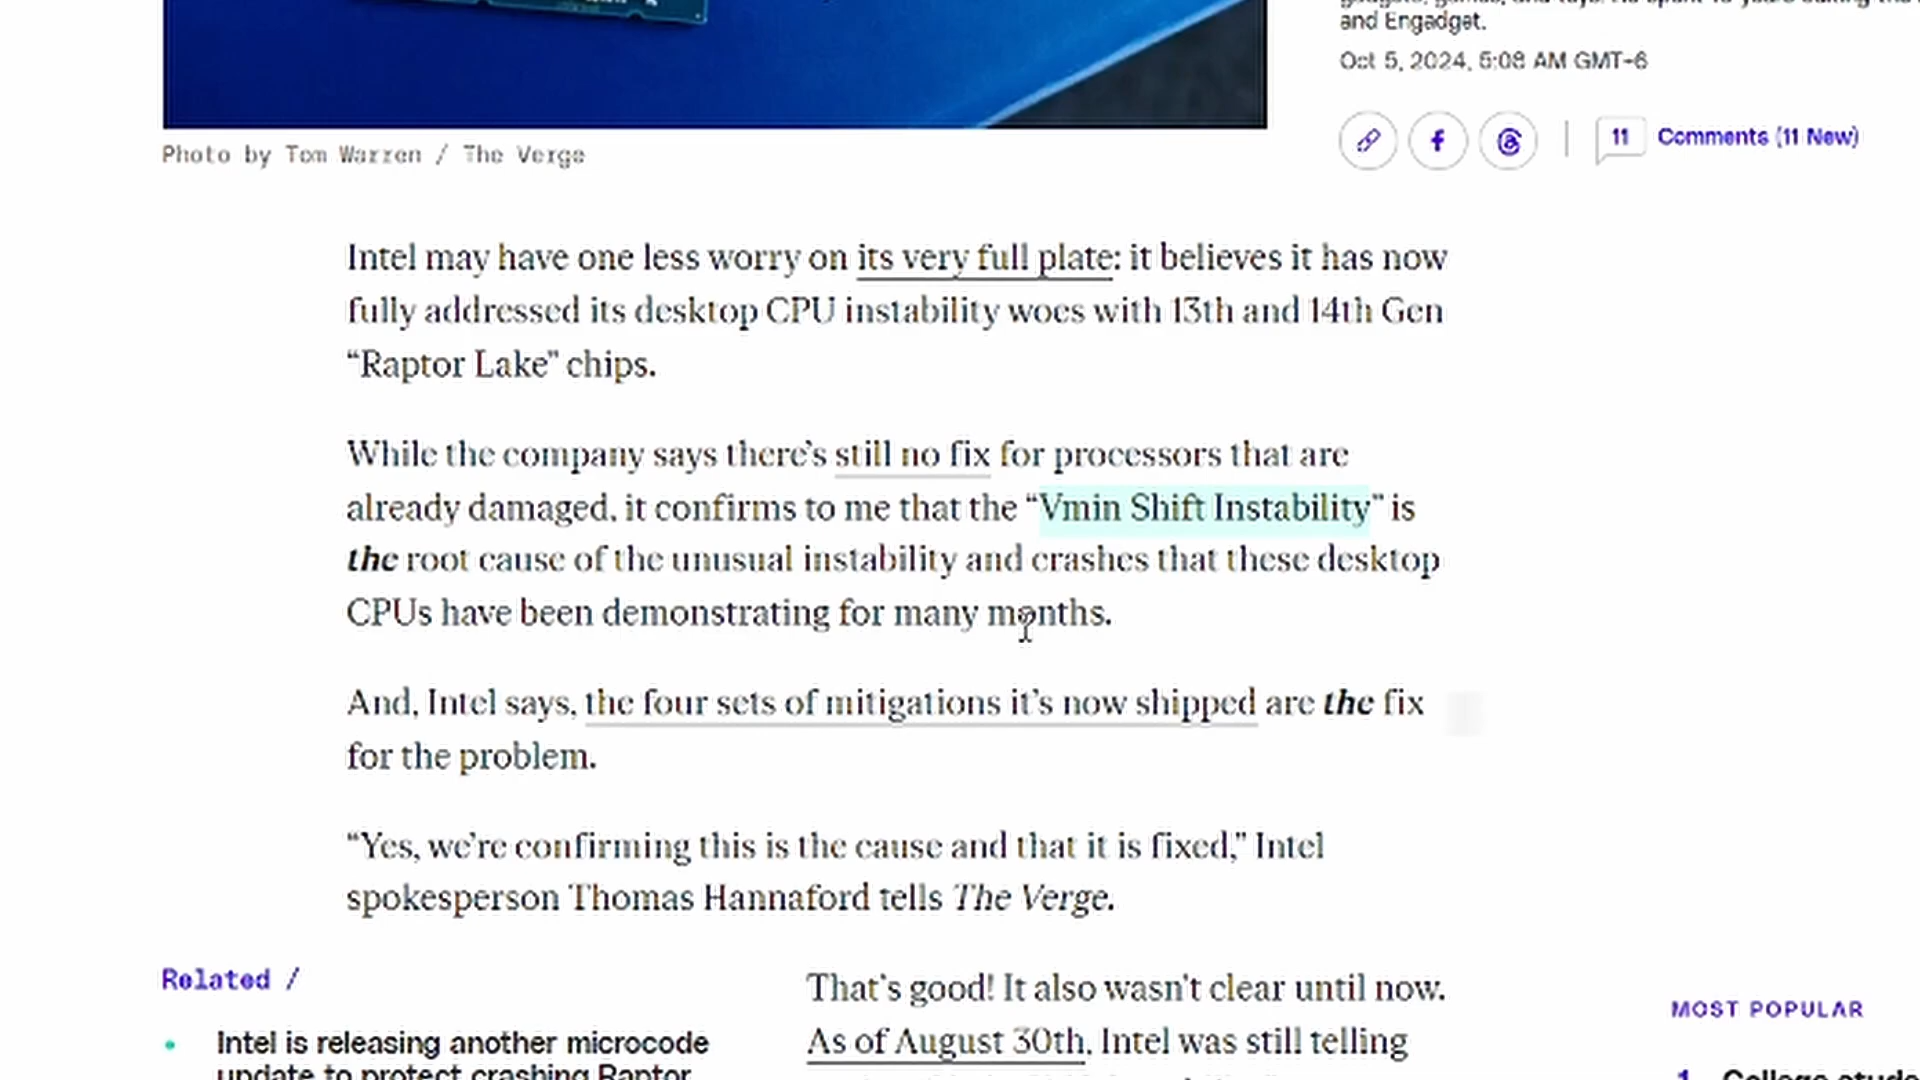 and Engadget.
Oct 5, 2024, 5:08 AM GMT-6
11 Comments (11 New)
Photo by Tom Warren / The Verge
Intel may have one less worry on its very full plate: it believes it has now
fully addressed its desktop CPU instability woes with 13th and 14th Gen
“Raptor Lake” chips.
While the company says there’s still no fix for processors that are
already damaged, it confirms to me that the “Vmin Shift Instability” is
the root cause of the unusual instability and crashes that these desktop
CPUs have been demonstrating for many months.
And, Intel says, the four sets of mitigations it’s now shipped are the fix
for the problem.
“Yes, we’re confirming this is the cause and that it is fixed,” Intel
spokesperson Thomas Hannaford tells The Verge.
Related /
Intel is releasing another microcode
update to protect crashing Raptor
That’s good! It also wasn’t clear until now.
As of August 30th, Intel was still telling
MOST POPULAR
1 College